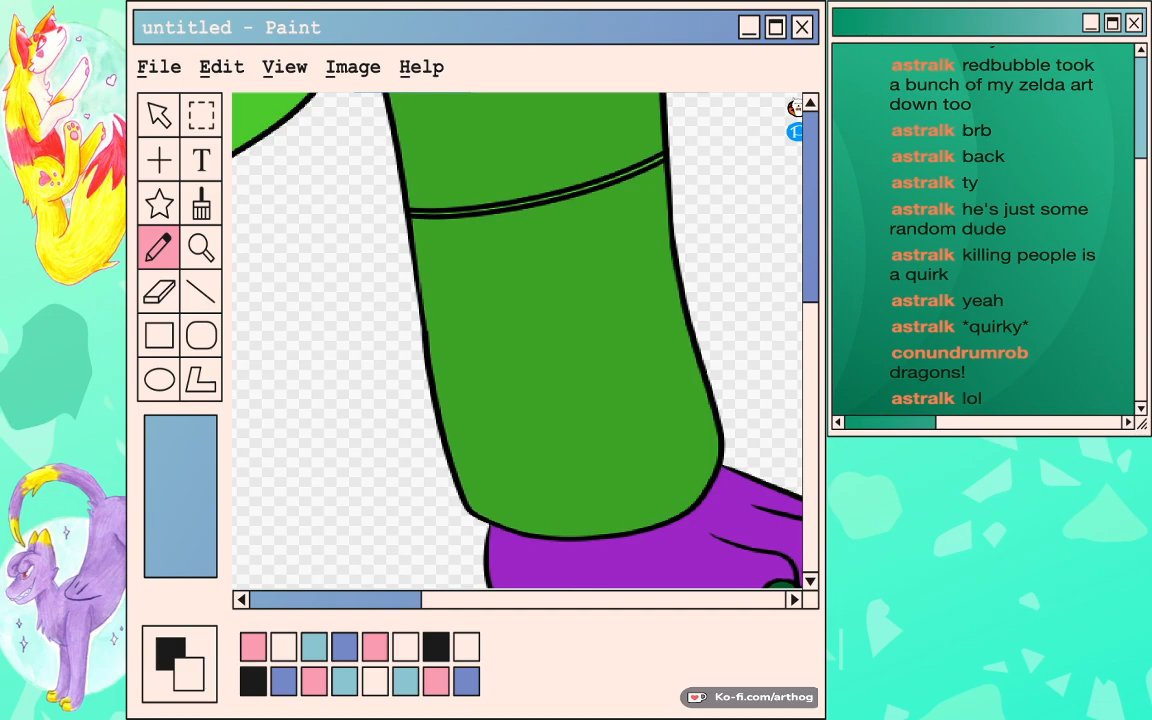 untitled - Paint
File Edit View Image Help
T
astralk redbubble took
a bunch of my zelda art
down too
astralk brb
astralk back
astralk ty
astralk he's just some
random dude
astralk killing people is
a quirk
astralk yeah
astralk *quirky*
conundrumrob
dragons!
astralk lol
Ko-fi.com/arthog